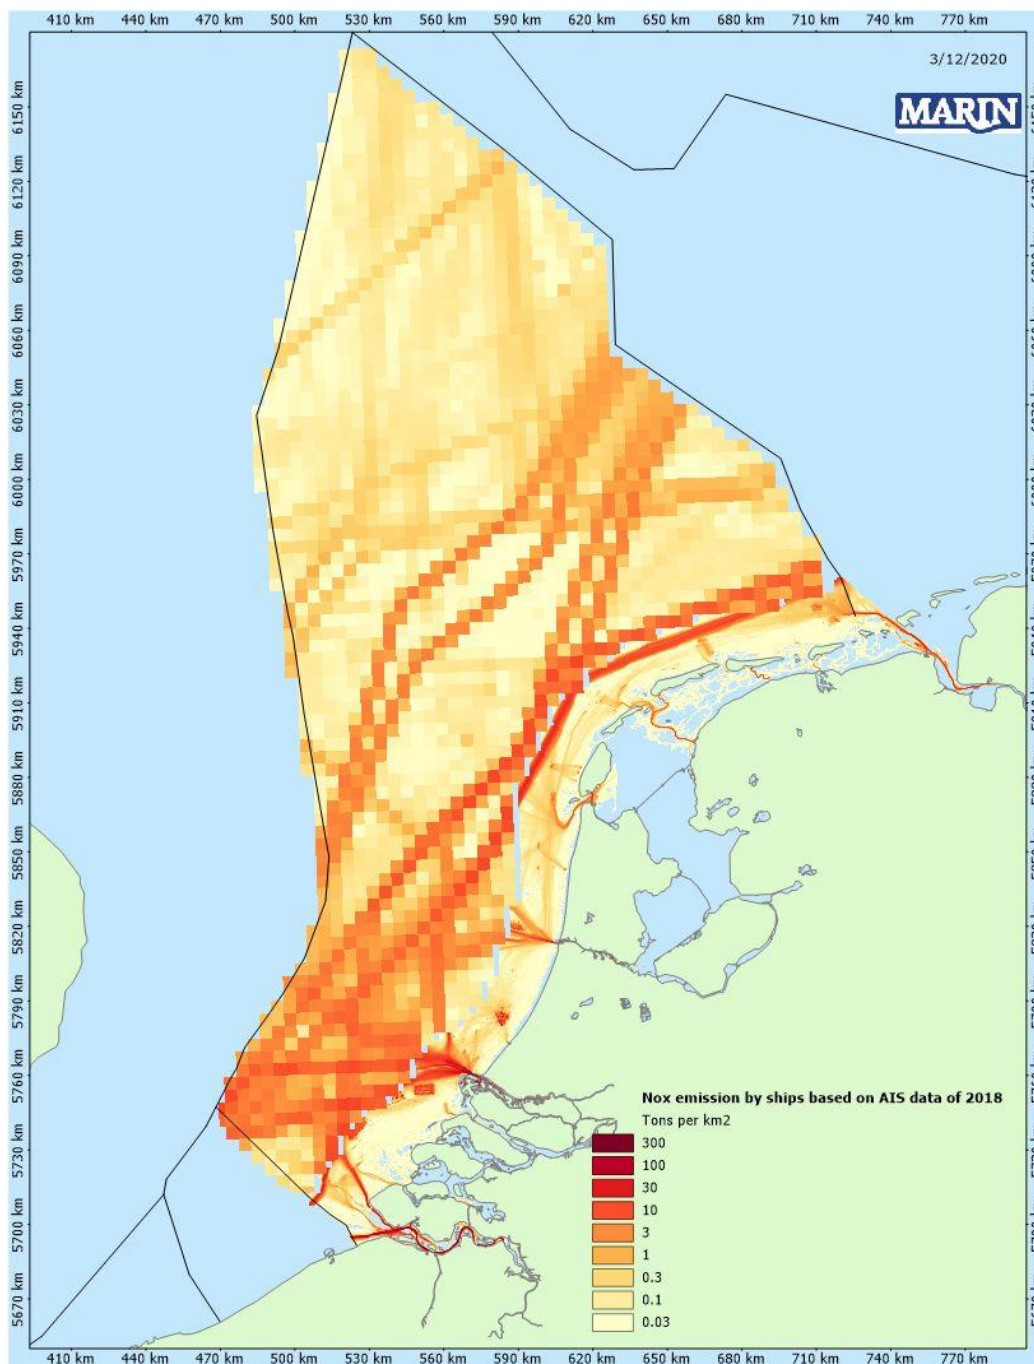 410 km 440 km 470 km 500 km 530 km 560 km 590 km 620 km 650 km 680 km 710 km 740 km 770 km
3/12/2020
MARIN
6150 km
6120 km
6090 km
6060 km
6030 km
6000 km
5970 km
5940 km
5910 km
5880 km
5850 km
5820 km
5790 km
5760 km
5730 km
5700 km
5670 km
Nox emission by ships based on AIS data of 2018
Tons per km2
300
100
30
10
3
1
0.3
0.1
0.03
410 km 440 km 470 km 500 km 530 km 560 km 590 km 620 km 650 km 680 km 710 km 740 km 770 km